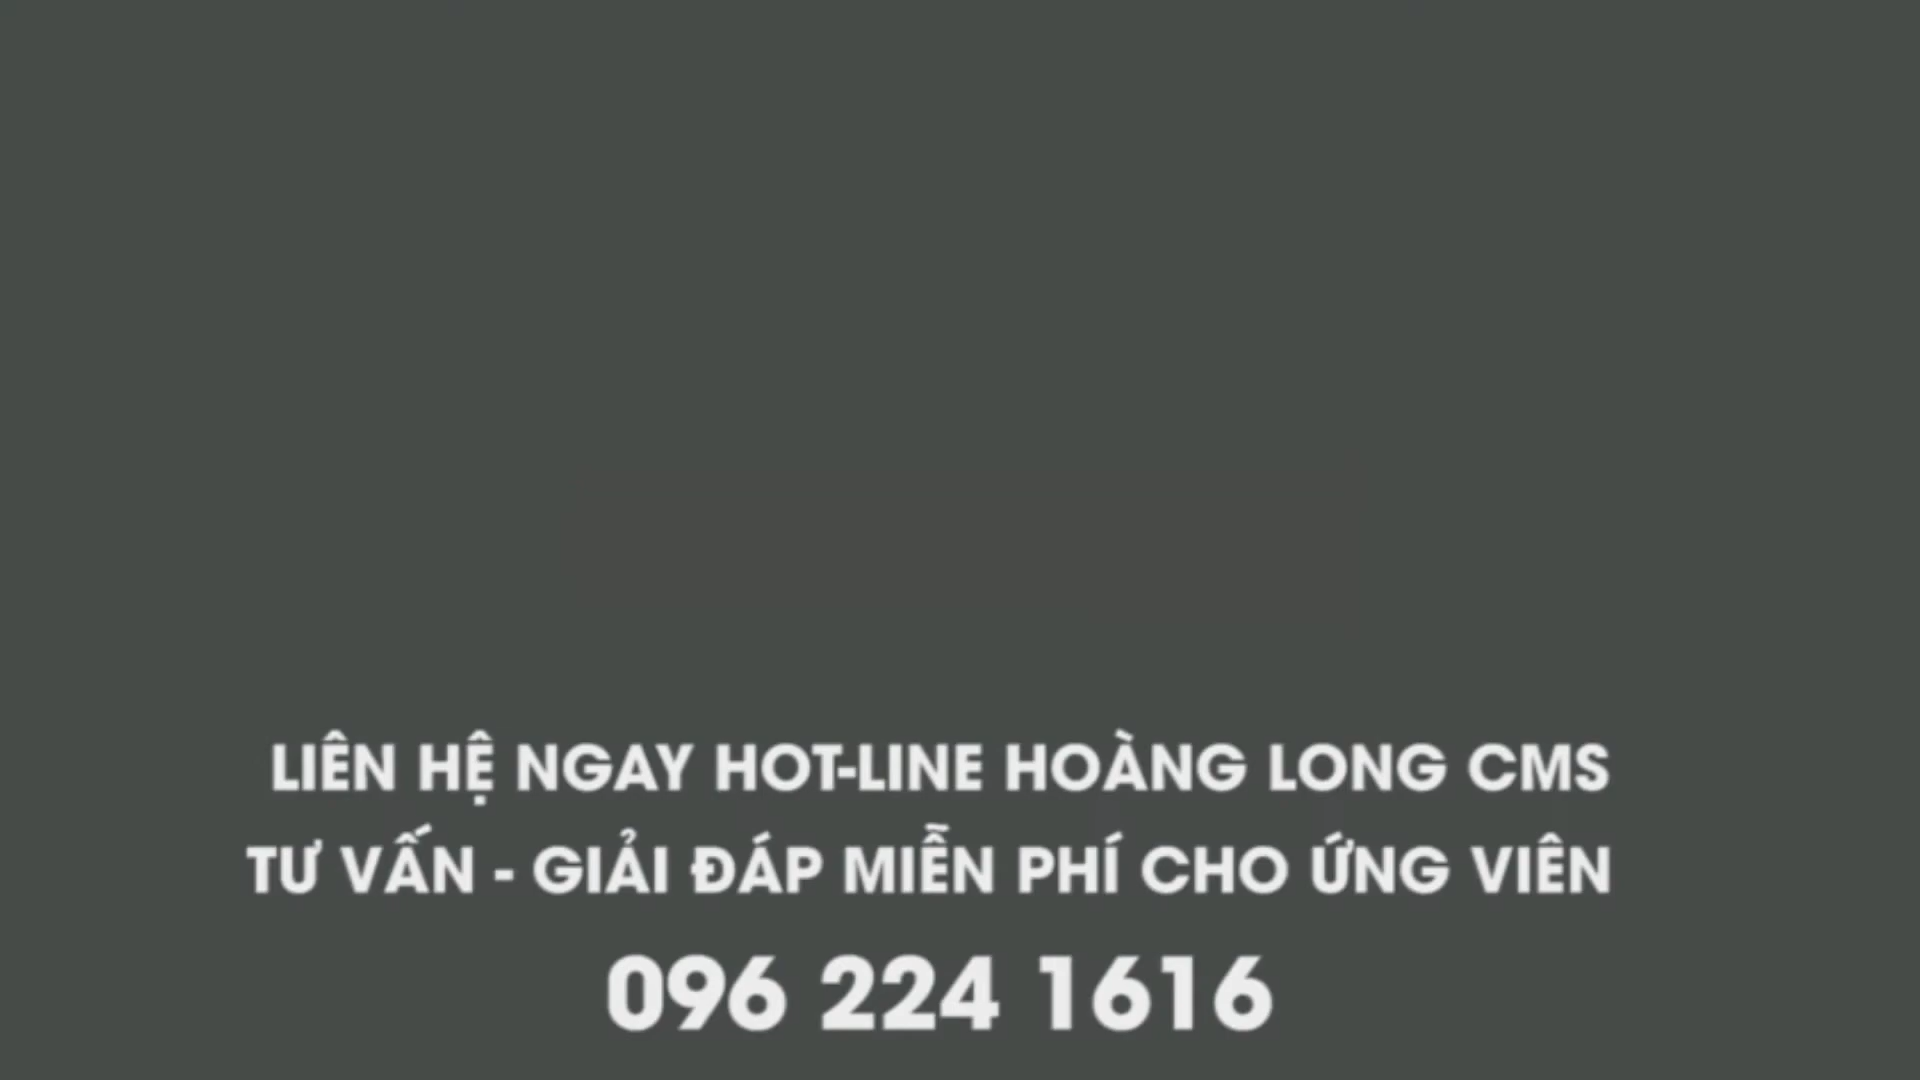 LIÊN HỆ NGAY HOT-LINE HOÀNG LONG CMS
TƯ VẤN - GIẢI ĐÁP MIỄN PHÍ CHO ỨNG VIÊN
096 224 1616